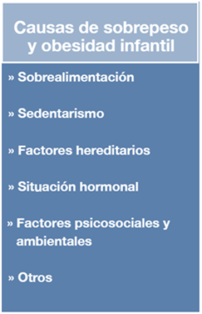 Causas de sobrepeso
y obesidad infantil
» Sobrealimentación
» Sedentarismo
» Factores hereditarios
» Situación hormonal
» Factores psicosociales y
ambientales
» Otros